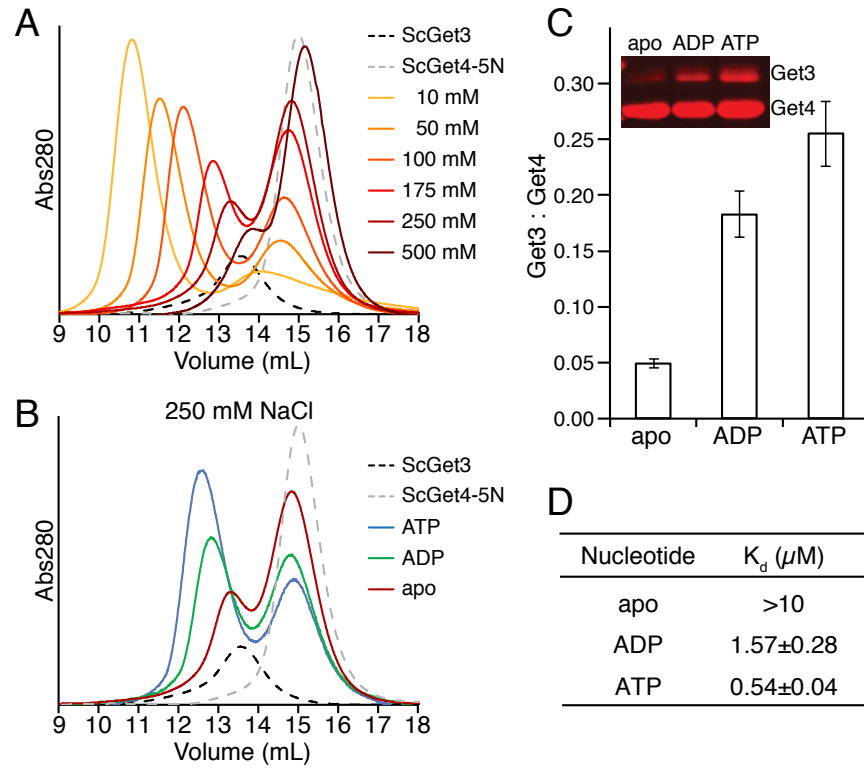 A
Abs280
ScGet3
ScGet4-5N
10 mM
50 mM
100 mM
175 mM
250 mM
500 mM
9 10 11 12 13 14 15 16 17 18
Volume (mL)
B
250 mM NaCl
Abs280
ScGet3
ScGet4-5N
ATP
ADP
apo
9 10 11 12 13 14 15 16 17 18
Volume (mL)
C
apo ADP ATP
Get3
Get4
Get3 : Get4
0.30
0.25
0.20
0.15
0.10
0.05
0.00
apo ADP ATP
D
Nucleotide K_d (µM)
apo >10
ADP 1.57±0.28
ATP 0.54±0.04